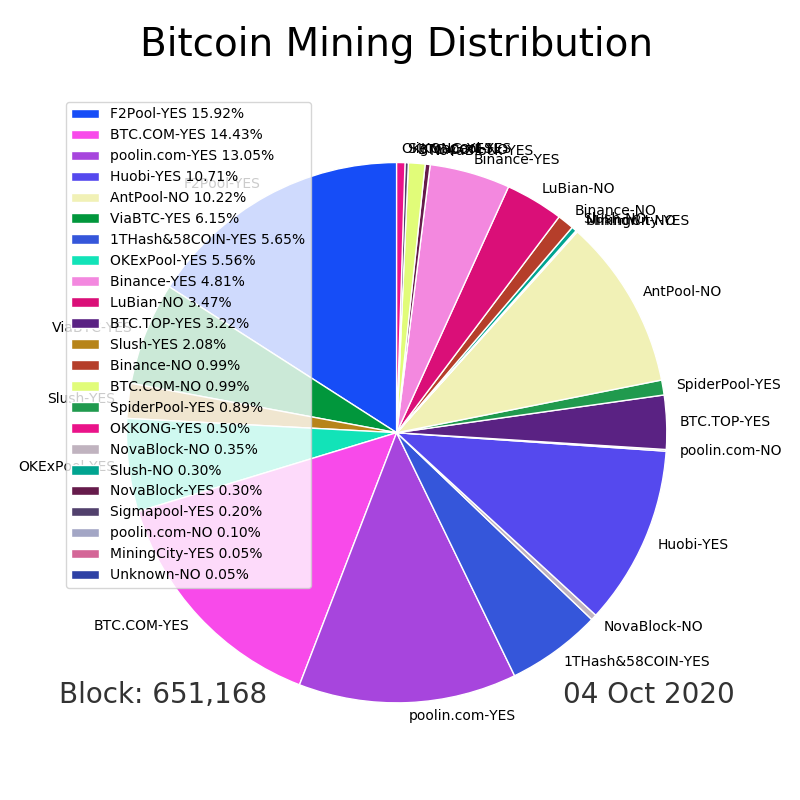 Bitcoin Mining Distribution
F2Pool-YES 15.92%
BTC.COM-YES 14.43%
poolin.com-YES 13.05%
Huobi-YES 10.71%
AntPool-NO 10.22%
ViaBTC-YES 6.15%
1THash&58COIN-YES 5.65%
OKExPool-YES 5.56%
Binance-YES 4.81%
LuBian-NO 3.47%
BTC.TOP-YES 3.22%
Slush-YES 2.08%
Binance-NO 0.99%
BTC.COM-NO 0.99%
SpiderPool-YES 0.89%
OKKONG-YES 0.50%
NovaBlock-NO 0.35%
Slush-NO 0.30%
NovaBlock-YES 0.30%
Sigmapool-YES 0.20%
poolin.com-NO 0.10%
MiningCity-YES 0.05%
Unknown-NO 0.05%
Binance-YES
LuBian-NO
Binance-NO
AntPool-NO
SpiderPool-YES
BTC.TOP-YES
poolin.com-NO
Huobi-YES
NovaBlock-NO
1THash&58COIN-YES
poolin.com-YES
BTC.COM-YES
OKExPool-YES
Slush-YES
ViaBTC-YES
F2Pool-YES
Block: 651,168
04 Oct 2020